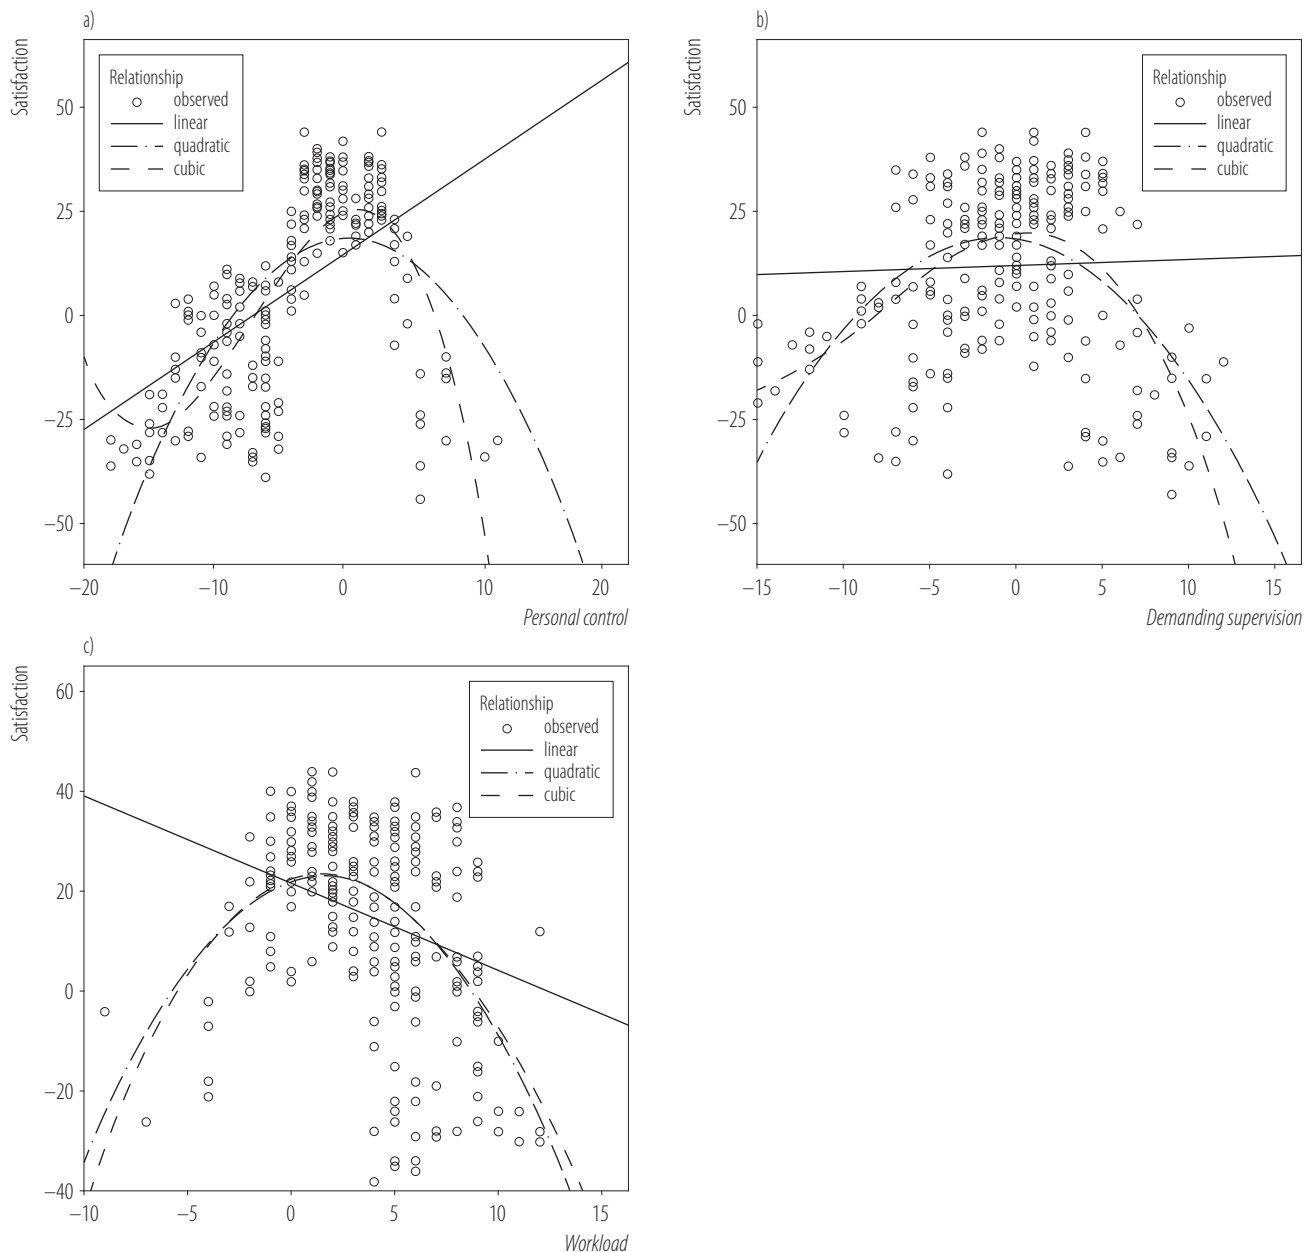 a)
Satisfaction
Relationship
observed
linear
quadratic
cubic
50
25
0
−25
−50
−20
−10
0
10
20
Personal control
b)
Satisfaction
Relationship
observed
linear
quadratic
cubic
50
25
0
−25
−50
−15
−10
−5
0
5
10
15
Demanding supervision
c)
Satisfaction
Relationship
observed
linear
quadratic
cubic
60
40
20
0
−20
−40
−10
−5
0
5
10
15
Workload